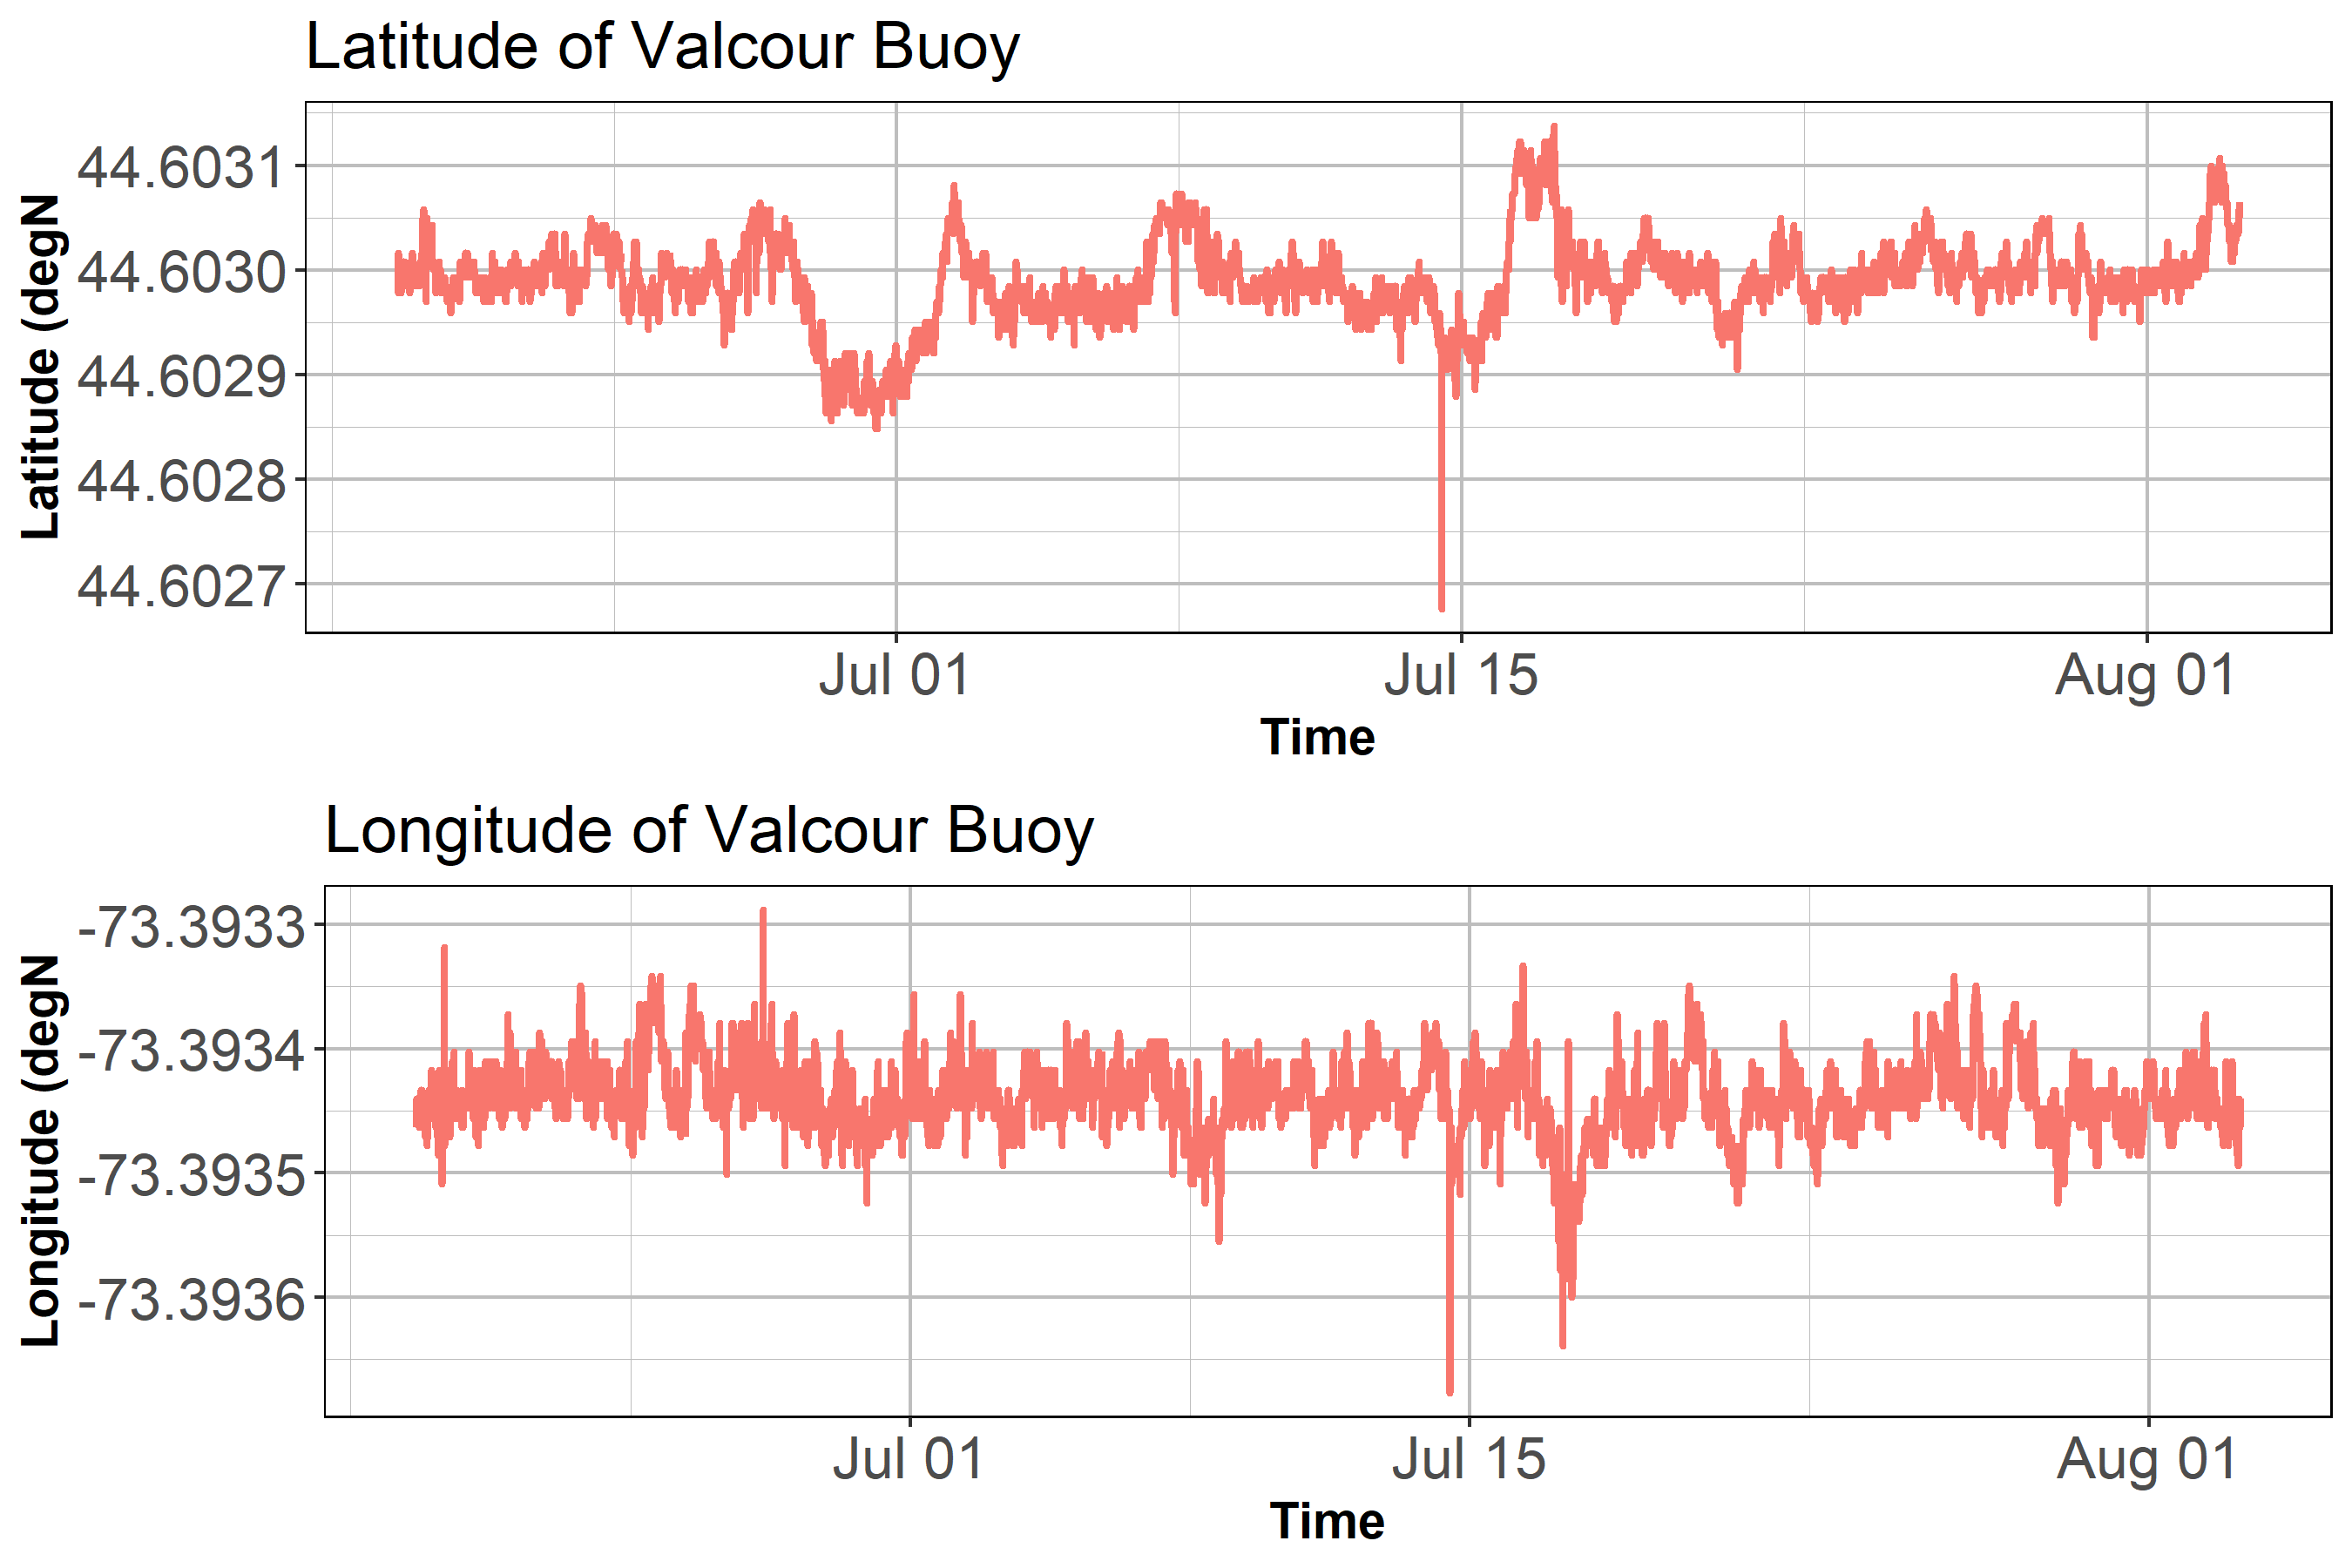 Latitude of Valcour Buoy
Latitude (degN
44.6031
44.6030
44.6029
44.6028
44.6027
Jul 01
Jul 15
Aug 01
Time
Longitude of Valcour Buoy
Longitude (degN
-73.3933
-73.3934
-73.3935
-73.3936
Jul 01
Jul 15
Aug 01
Time